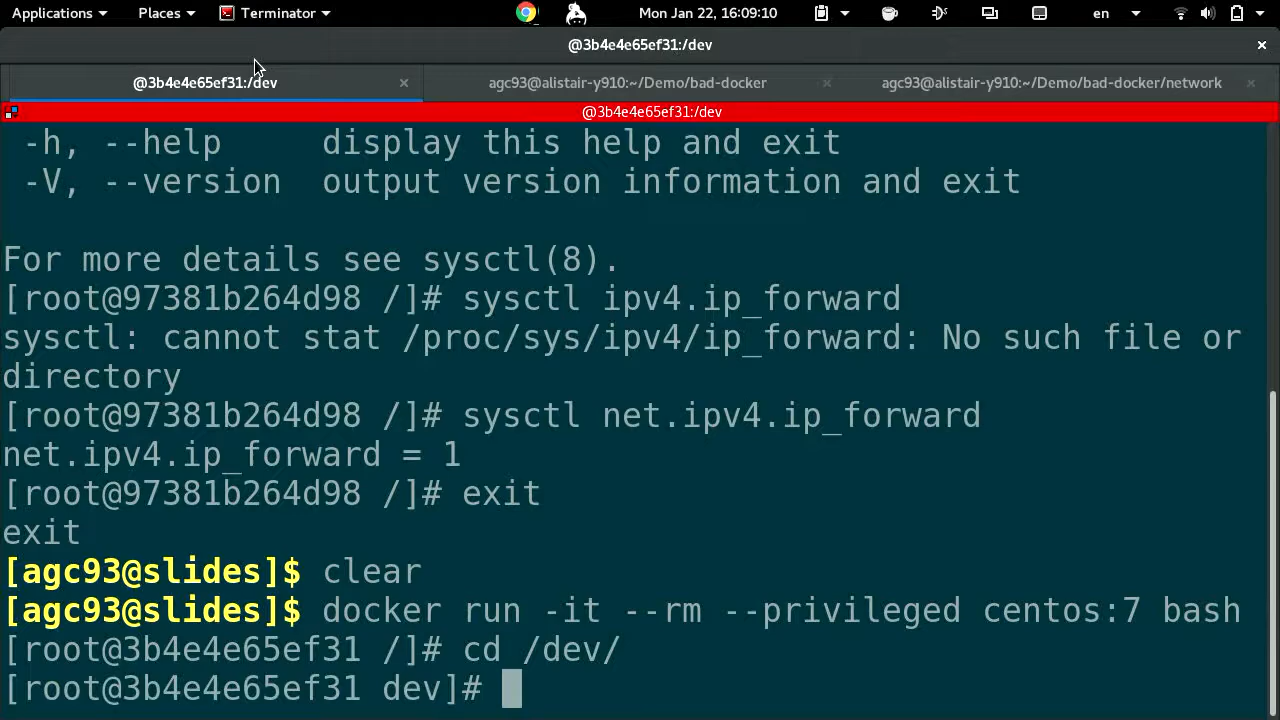 Applications Places Terminator Mon Jan 22, 16:09:10 en
@3b4e4e65ef31:/dev
@3b4e4e65ef31:/dev agc93@alistair-y910:~/Demo/bad-docker agc93@alistair-y910:~/Demo/bad-docker/network
@3b4e4e65ef31:/dev
-h, --help display this help and exit
-V, --version output version information and exit
For more details see sysctl(8).
[root@97381b264d98 /]# sysctl ipv4.ip_forward
sysctl: cannot stat /proc/sys/ipv4/ip_forward: No such file or
directory
[root@97381b264d98 /]# sysctl net.ipv4.ip_forward
net.ipv4.ip_forward = 1
[root@97381b264d98 /]# exit
exit
[agc93@slides]$ clear
[agc93@slides]$ docker run -it --rm --privileged centos:7 bash
[root@3b4e4e65ef31 /]# cd /dev/
[root@3b4e4e65ef31 dev]#